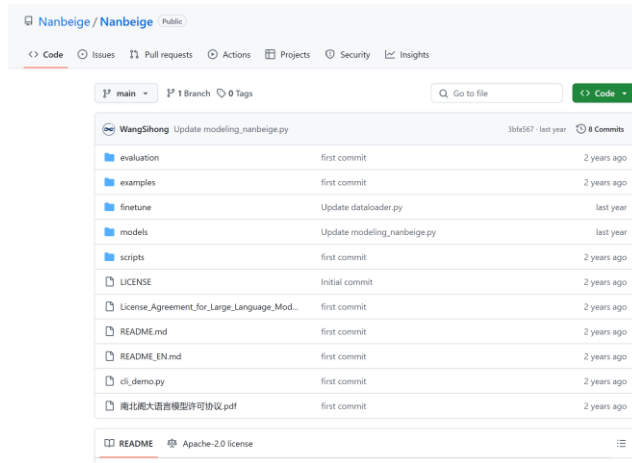 Nanbeige / Nanbeige Public
Code Issues Pull requests Actions Projects Security Insights
main 1 Branch 0 Tags Go to file Code
WangSihong Update modeling_nanbeige.py 3bfa567 · last year 8 Commits
evaluation first commit 2 years ago
examples first commit 2 years ago
finetune Update dataloader.py last year
models Update modeling_nanbeige.py last year
scripts first commit 2 years ago
LICENSE Initial commit 2 years ago
License_Agreement_for_Large_Language_Mod... first commit 2 years ago
README.md first commit 2 years ago
README_EN.md first commit 2 years ago
cli_demo.py first commit 2 years ago
南北阁大语言模型许可协议.pdf first commit 2 years ago
README Apache-2.0 license